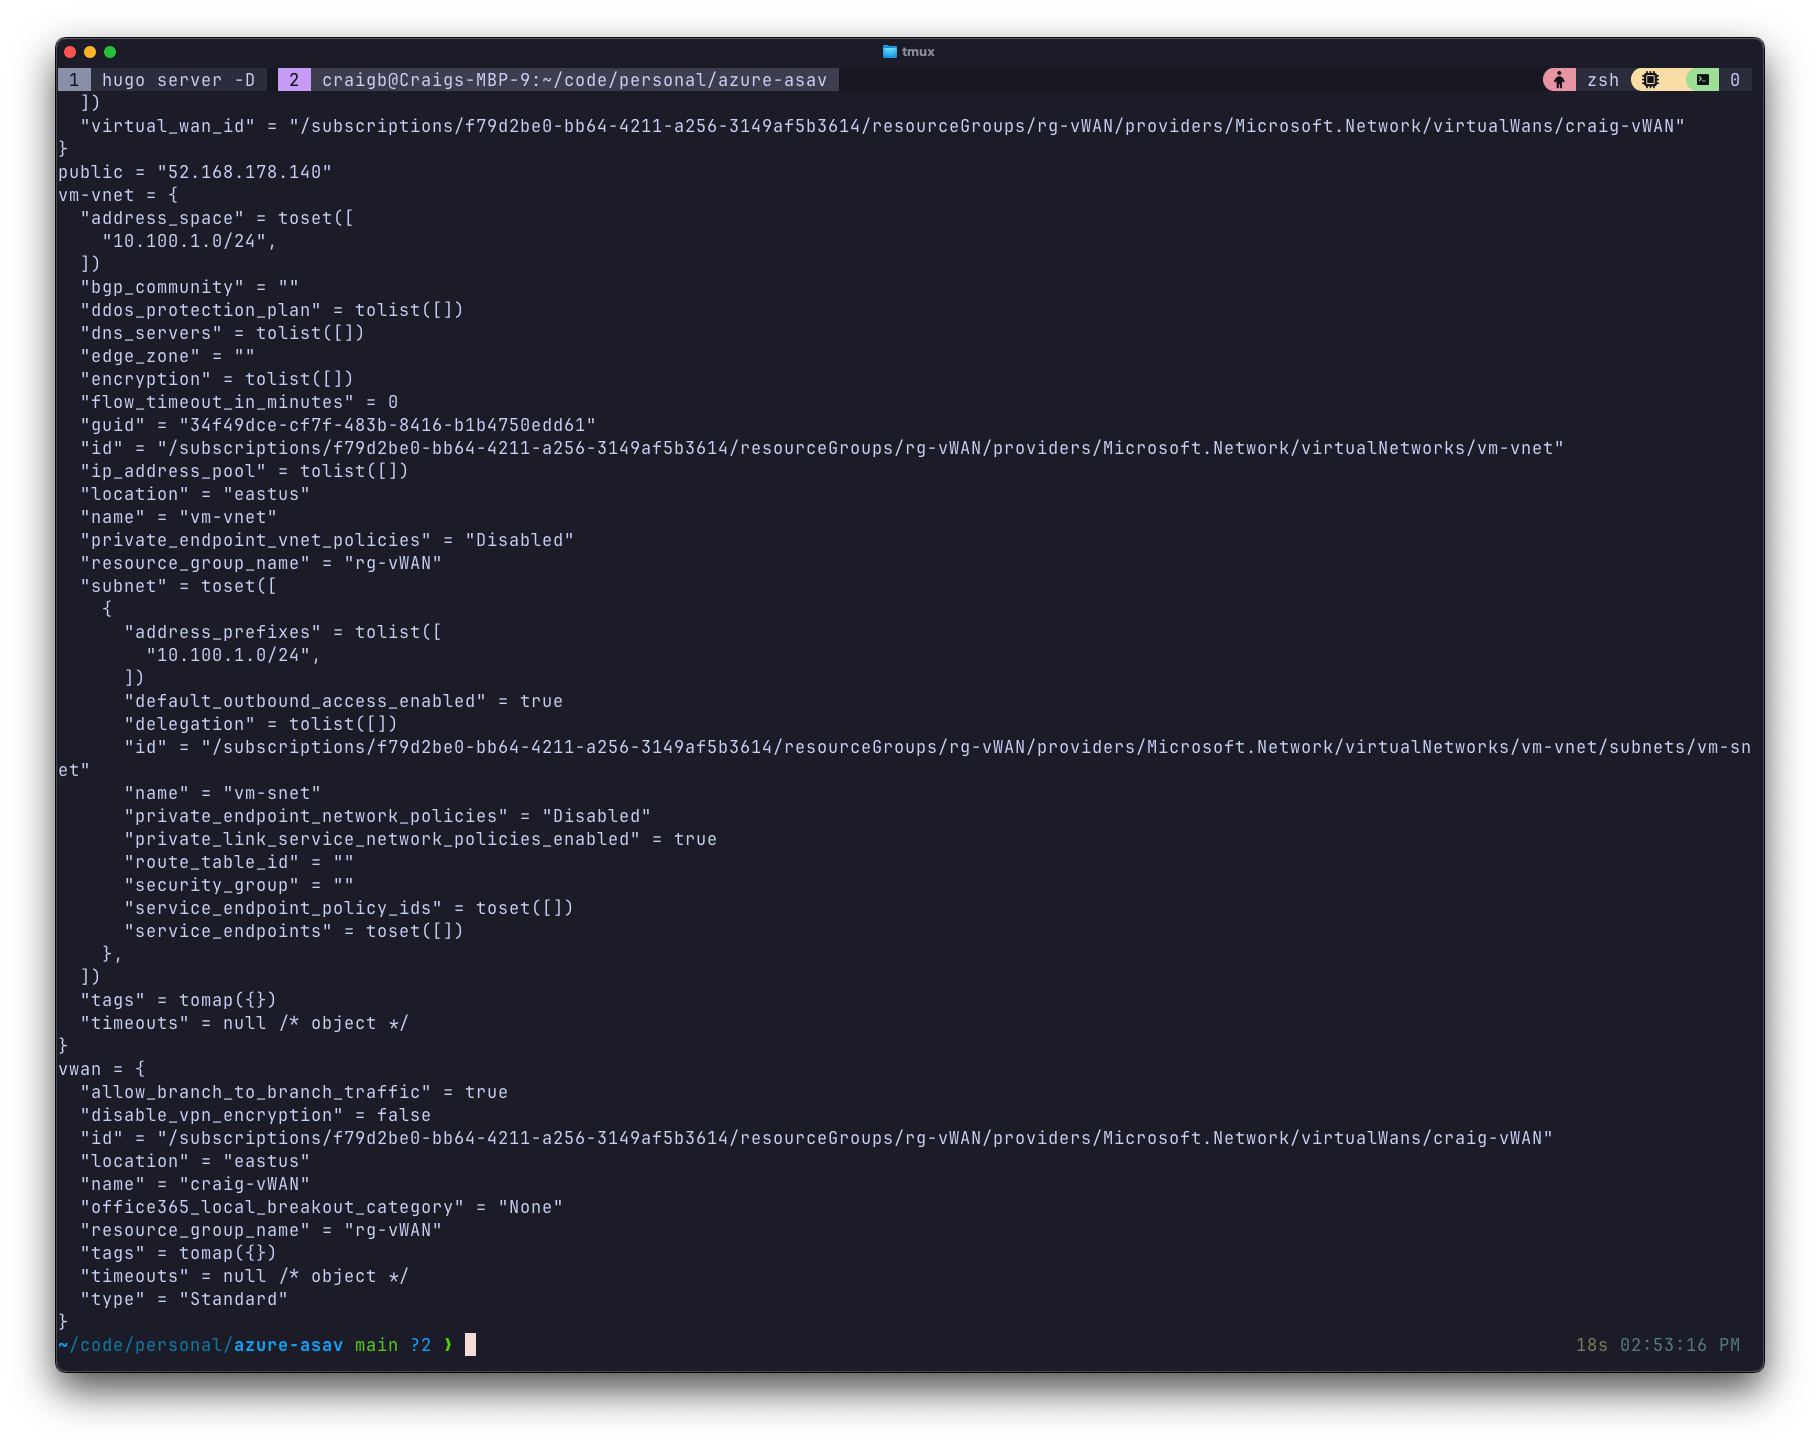 tmux
1 hugo server -D 2 craigb@Craigs-MBP-9:~/code/personal/azure-asav zsh 0
  ])
  "virtual_wan_id" = "/subscriptions/f79d2be0-bb64-4211-a256-3149af5b3614/resourceGroups/rg-vWAN/providers/Microsoft.Network/virtualWans/craig-vWAN"
}
public = "52.168.178.140"
vm-vnet = {
  "address_space" = toset([
    "10.100.1.0/24",
  ])
  "bgp_community" = ""
  "ddos_protection_plan" = tolist([])
  "dns_servers" = tolist([])
  "edge_zone" = ""
  "encryption" = tolist([])
  "flow_timeout_in_minutes" = 0
  "guid" = "34f49dce-cf7f-483b-8416-b1b4750edd61"
  "id" = "/subscriptions/f79d2be0-bb64-4211-a256-3149af5b3614/resourceGroups/rg-vWAN/providers/Microsoft.Network/virtualNetworks/vm-vnet"
  "ip_address_pool" = tolist([])
  "location" = "eastus"
  "name" = "vm-vnet"
  "private_endpoint_vnet_policies" = "Disabled"
  "resource_group_name" = "rg-vWAN"
  "subnet" = toset([
    {
      "address_prefixes" = tolist([
        "10.100.1.0/24",
      ])
      "default_outbound_access_enabled" = true
      "delegation" = tolist([])
      "id" = "/subscriptions/f79d2be0-bb64-4211-a256-3149af5b3614/resourceGroups/rg-vWAN/providers/Microsoft.Network/virtualNetworks/vm-vnet/subnets/vm-sn
et"
      "name" = "vm-snet"
      "private_endpoint_network_policies" = "Disabled"
      "private_link_service_network_policies_enabled" = true
      "route_table_id" = ""
      "security_group" = ""
      "service_endpoint_policy_ids" = toset([])
      "service_endpoints" = toset([])
    },
  ])
  "tags" = tomap({})
  "timeouts" = null /* object */
}
vwan = {
  "allow_branch_to_branch_traffic" = true
  "disable_vpn_encryption" = false
  "id" = "/subscriptions/f79d2be0-bb64-4211-a256-3149af5b3614/resourceGroups/rg-vWAN/providers/Microsoft.Network/virtualWans/craig-vWAN"
  "location" = "eastus"
  "name" = "craig-vWAN"
  "office365_local_breakout_category" = "None"
  "resource_group_name" = "rg-vWAN"
  "tags" = tomap({})
  "timeouts" = null /* object */
  "type" = "Standard"
}
~/code/personal/azure-asav main ?2 ❯ 18s 02:53:16 PM